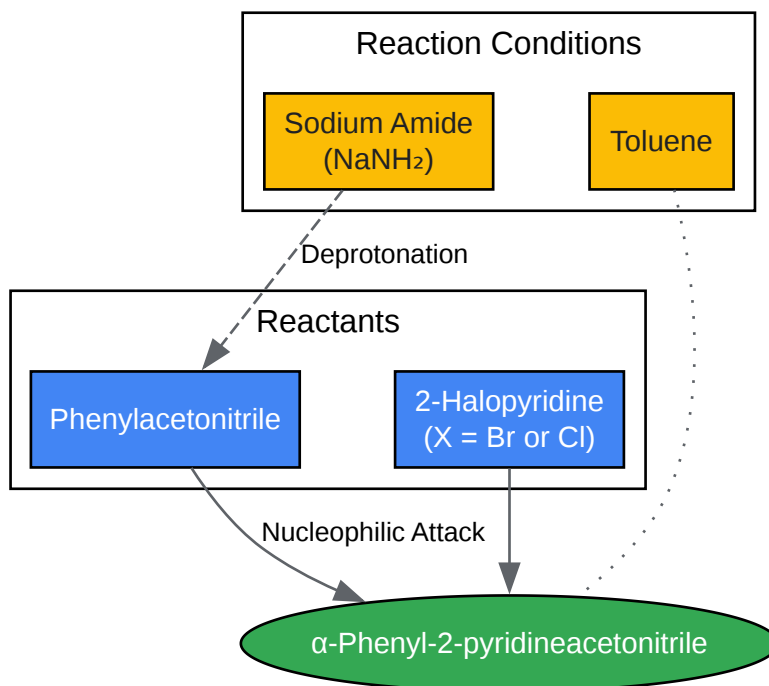 Reaction Conditions
Sodium Amide
(NaNH₂)
Toluene
Deprotonation
Reactants
Phenylacetonitrile
2-Halopyridine
(X = Br or Cl)
Nucleophilic Attack
α-Phenyl-2-pyridineacetonitrile